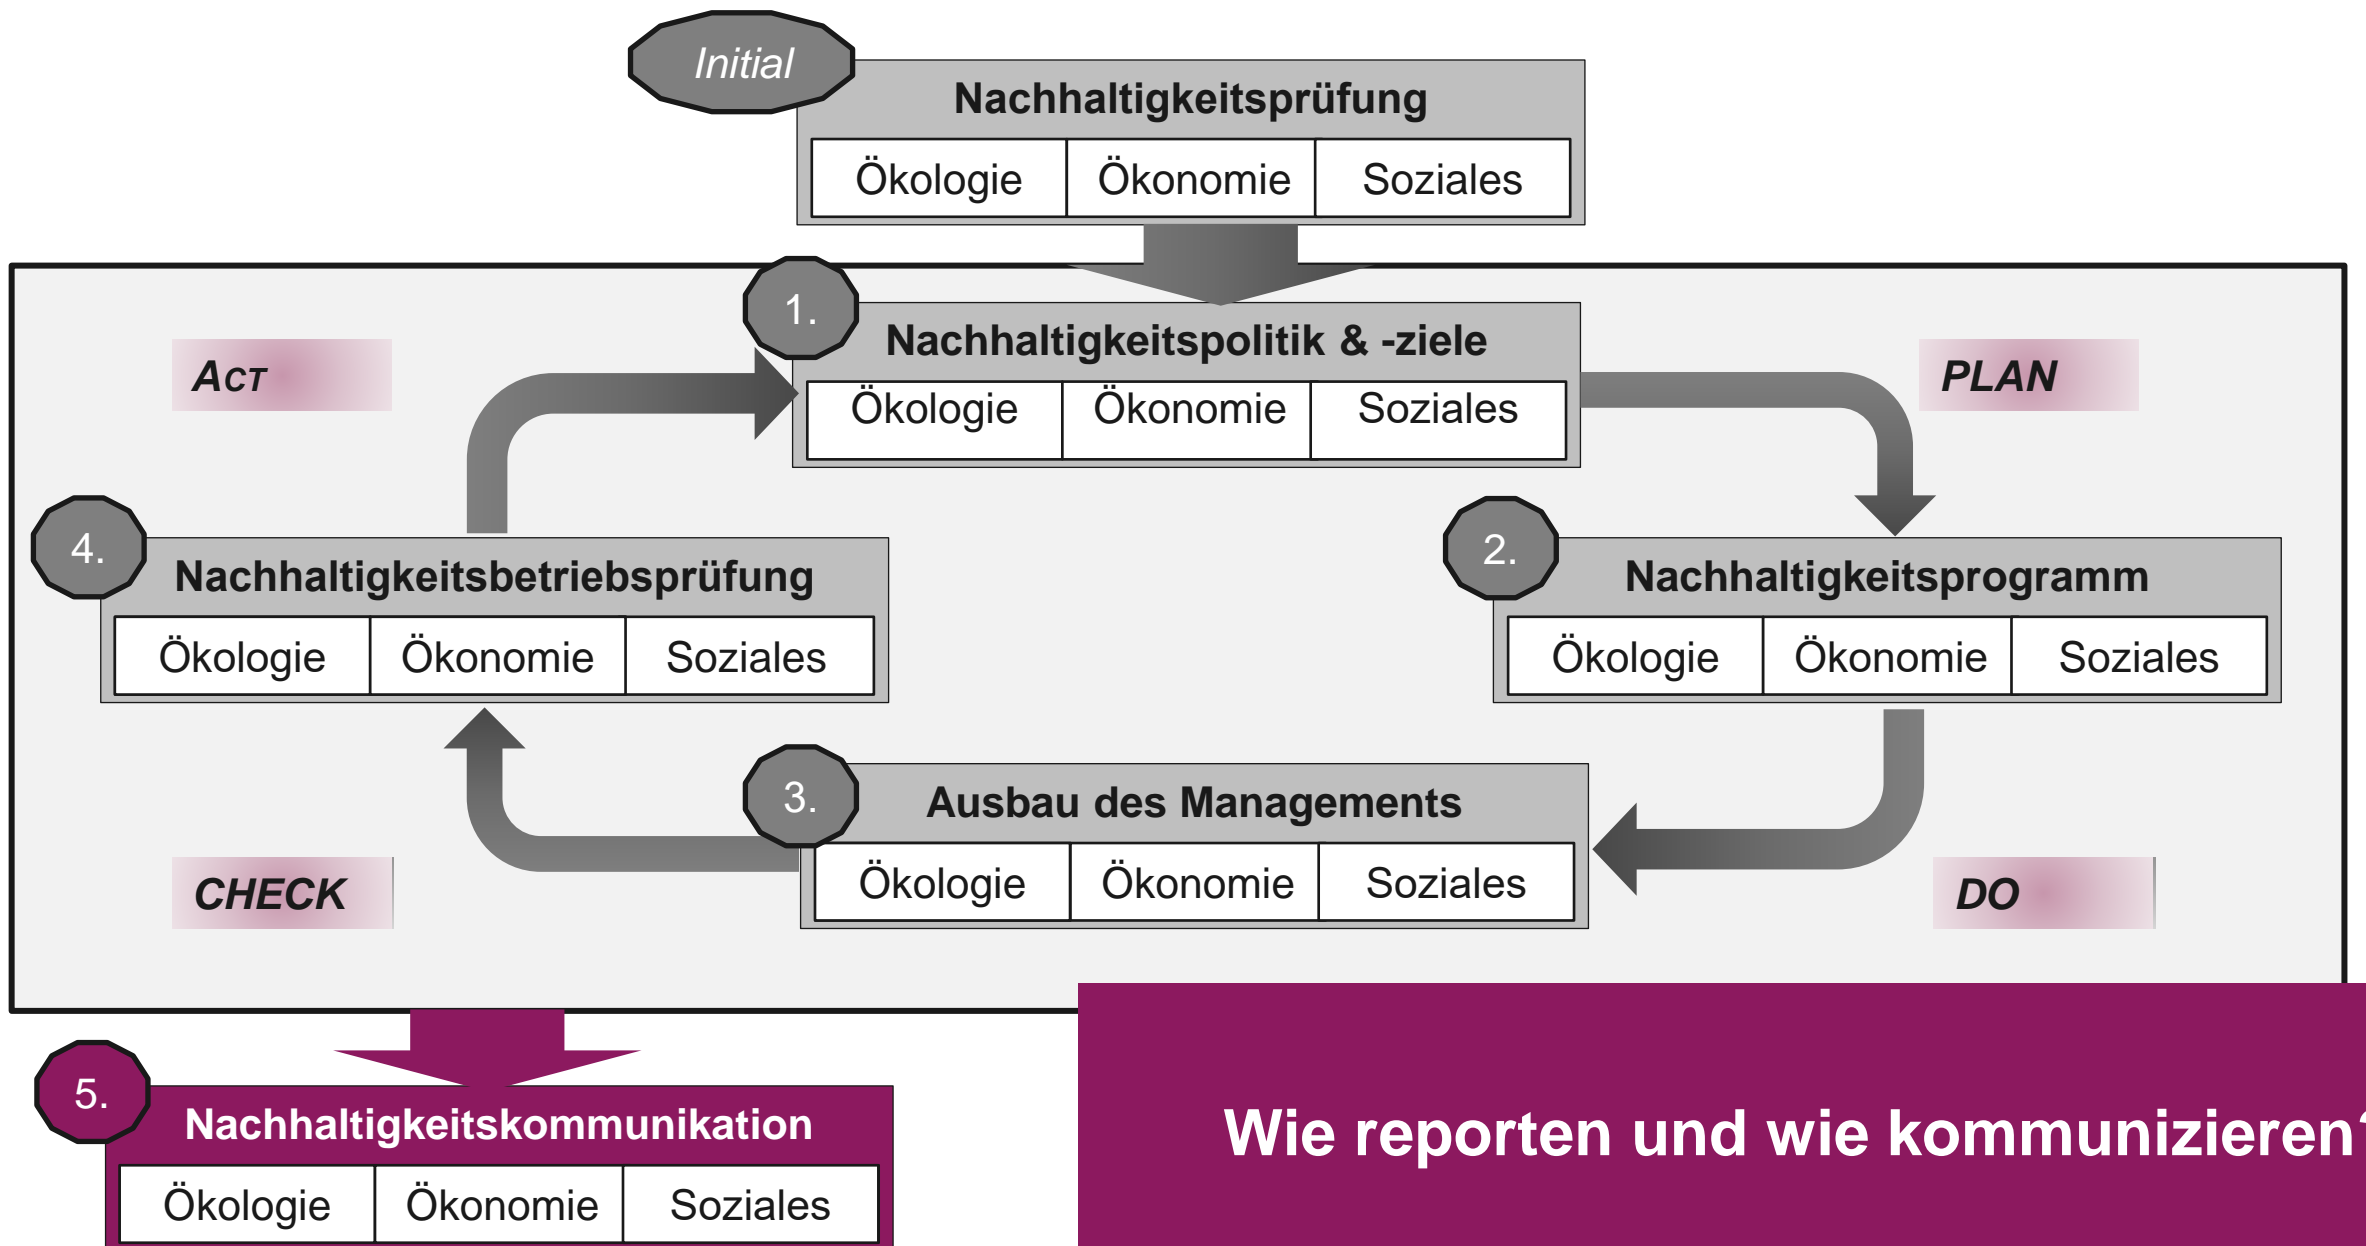 Initial
Nachhaltigkeitsprüfung
Ökologie Ökonomie Soziales
1.
Nachhaltigkeitspolitik & -ziele
Ökologie Ökonomie Soziales
ACT
PLAN
4.
Nachhaltigkeitsbetriebsprüfung
Ökologie Ökonomie Soziales
2.
Nachhaltigkeitsprogramm
Ökologie Ökonomie Soziales
3.
Ausbau des Managements
Ökologie Ökonomie Soziales
CHECK
DO
5.
Nachhaltigkeitskommunikation
Ökologie Ökonomie Soziales
Wie reporten und wie kommunizieren?